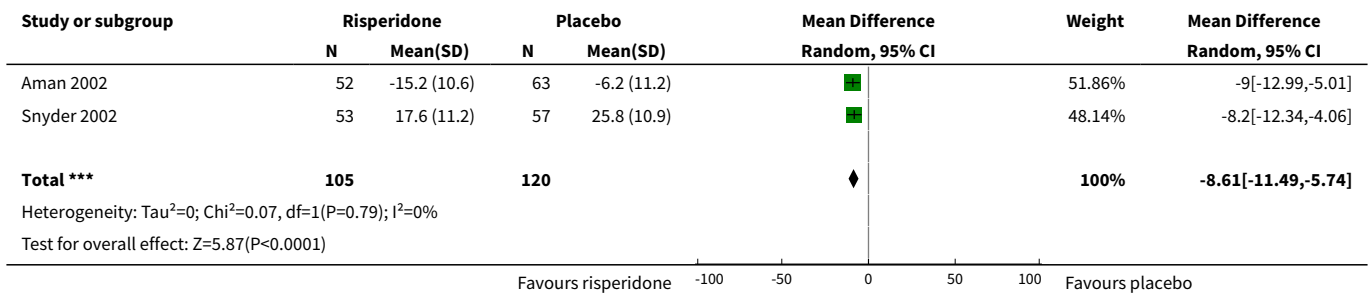 Study or subgroup Risperidone Placebo Mean Difference Weight Mean Difference
N Mean(SD) N Mean(SD) Random, 95% CI Random, 95% CI
Aman 2002 52 -15.2 (10.6) 63 -6.2 (11.2) 51.86% -9[-12.99,-5.01]
Snyder 2002 53 17.6 (11.2) 57 25.8 (10.9) 48.14% -8.2[-12.34,-4.06]
Total *** 105 120 100% -8.61[-11.49,-5.74]
Heterogeneity: Tau²=0; Chi²=0.07, df=1(P=0.79); I²=0%
Test for overall effect: Z=5.87(P<0.0001)
Favours risperidone -100 -50 0 50 100 Favours placebo